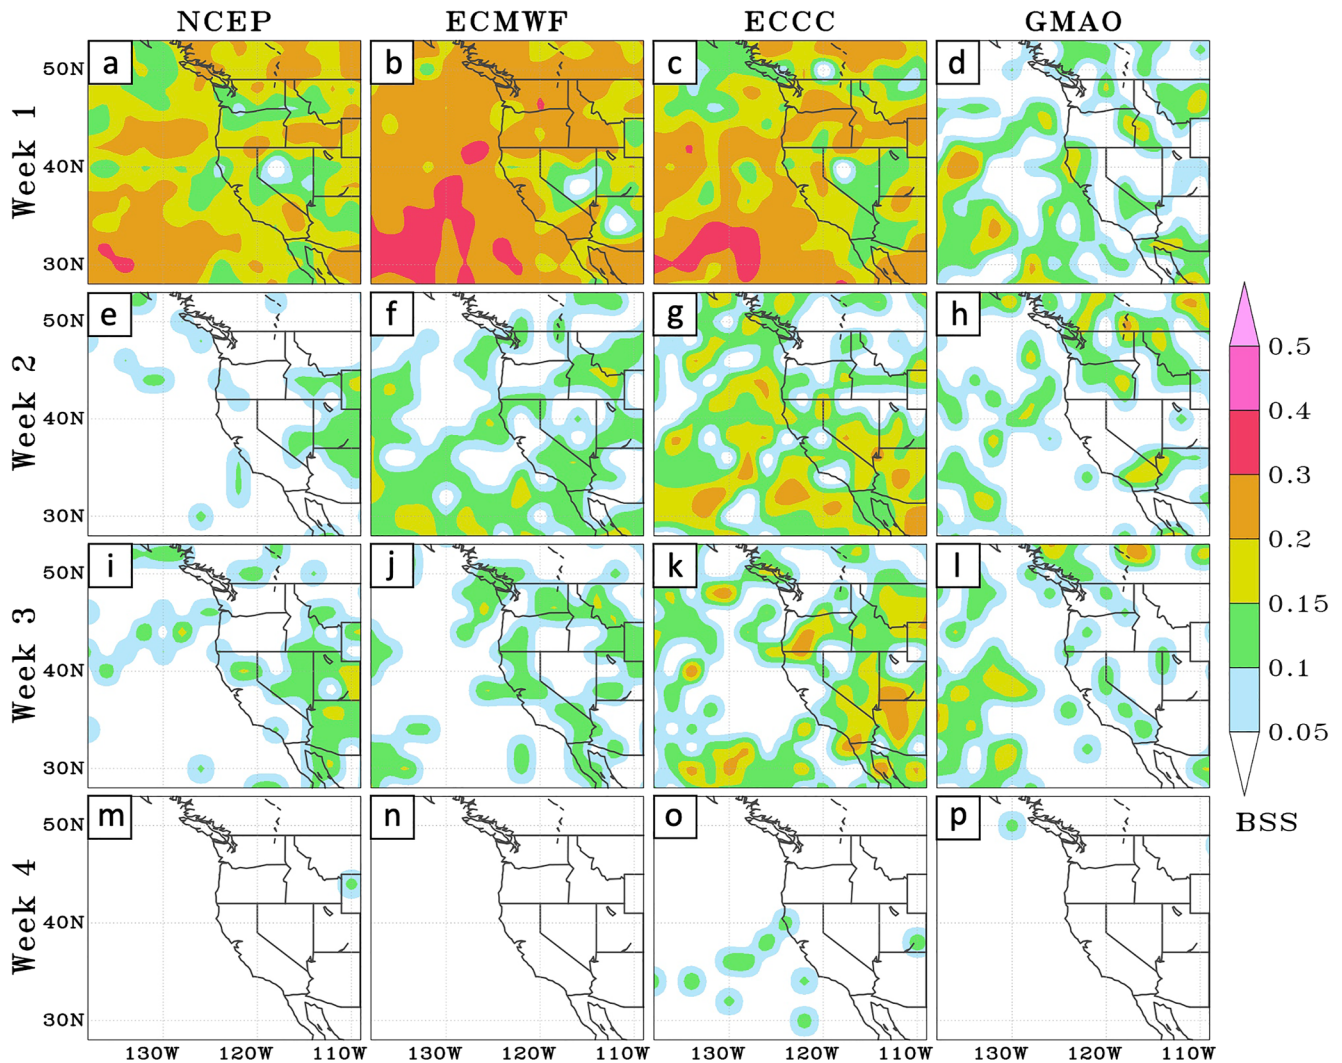 NCEP ECMWF ECCC GMAO
Week 1
a b c d
50N
40N
30N
Week 2
e f g h
50N
40N
30N
Week 3
i j k l
50N
40N
30N
Week 4
m n o p
50N
40N
30N
130W 120W 110W 130W 120W 110W 130W 120W 110W 130W 120W 110W
0.5
0.4
0.3
0.2
0.15
0.1
0.05
BSS